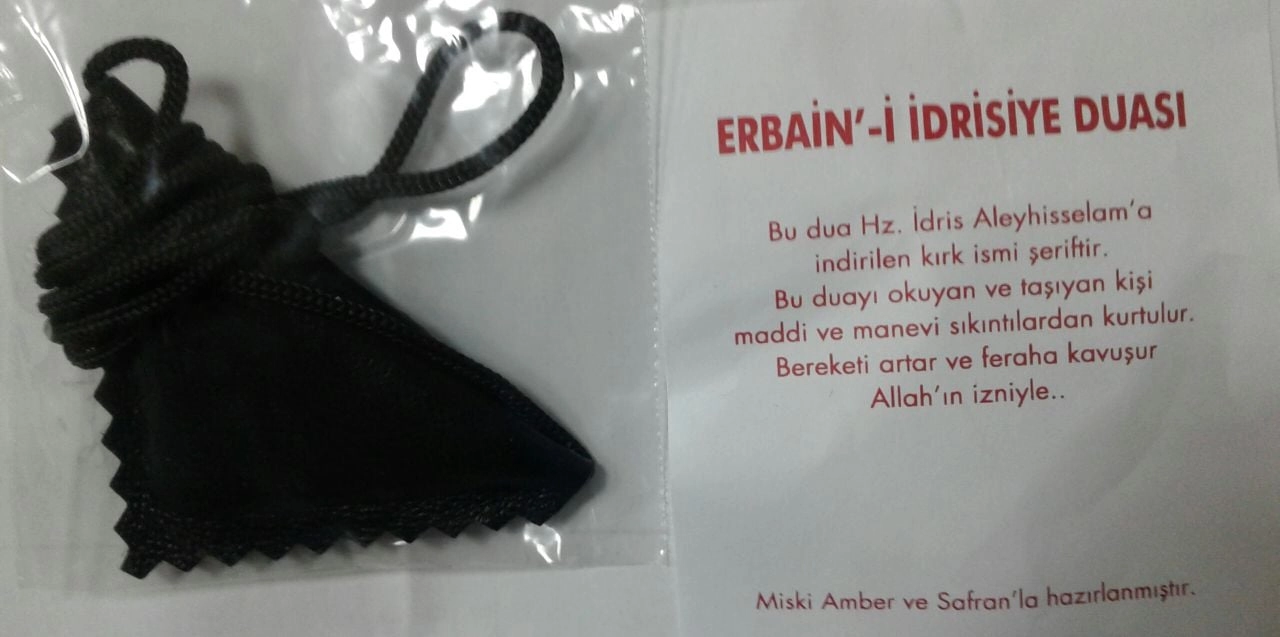 ERBAİN'-İ İDRİSİYE DUASI
Bu dua Hz. İdris Aleyhisselam'a
indirilen kırk ismi şeriftir.
Bu duayı okuyan ve taşıyan kişi
maddi ve manevi sıkıntılardan kurtulur.
Bereketi artar ve feraha kavuşur
Allah'ın izniyle..
Miski Amber ve Safran'la hazırlanmıştır.